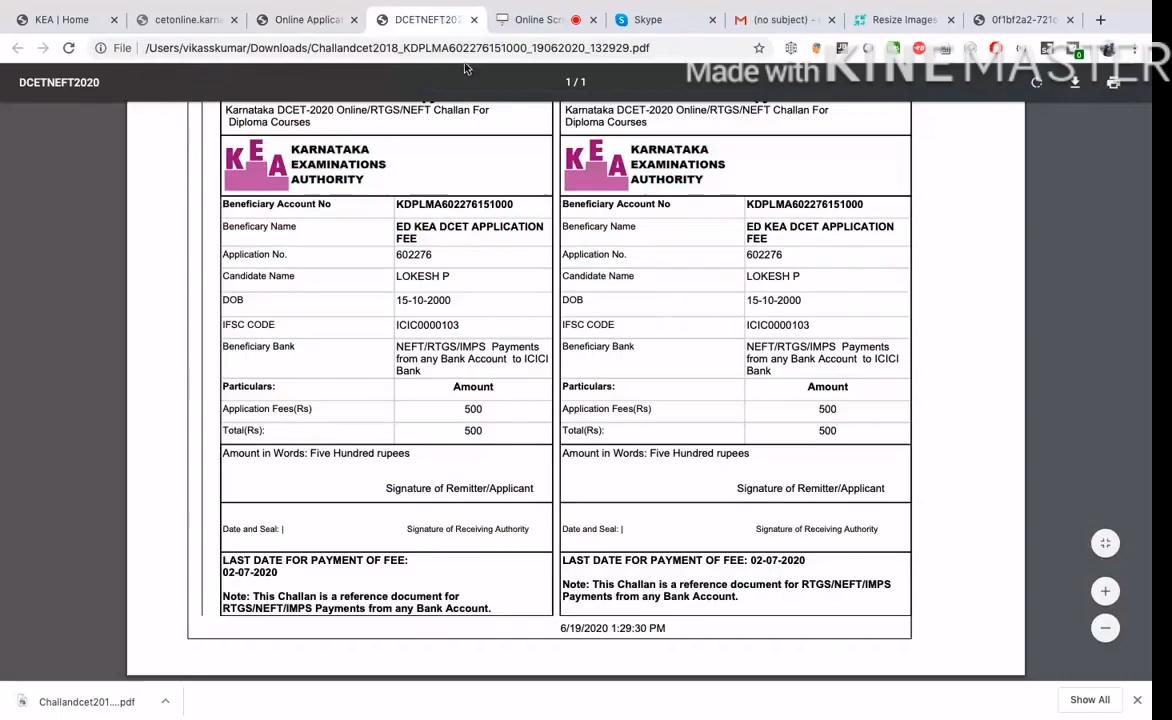 KEA | Home
cetonline.karn
Online Applica
DCETNEFT202
Online Scre
Skype
(no subject) -
Resize Images
0f1bf2a2-721c
File
/Users/vikasskumar/Downloads/Challandcet2018_KDPLMA602276151000_19062020_132929.pdf
Made with KINEMASTER
DCETNEFT2020
1 / 1
Karnataka DCET-2020 Online/RTGS/NEFT Challan For
Diploma Courses
KEA
KARNATAKA
EXAMINATIONS
AUTHORITY
Beneficiary Account No KDPLMA602276151000
Beneficary Name ED KEA DCET APPLICATION
FEE
Application No. 602276
Candidate Name LOKESH P
DOB 15-10-2000
IFSC CODE ICIC0000103
Beneficiary Bank NEFT/RTGS/IMPS Payments
from any Bank Account to ICICI
Bank
Particulars: Amount
Application Fees(Rs) 500
Total(Rs): 500
Amount in Words: Five Hundred rupees
Signature of Remitter/Applicant
Date and Seal: | Signature of Receiving Authority
LAST DATE FOR PAYMENT OF FEE:
02-07-2020
Note: This Challan is a reference document for
RTGS/NEFT/IMPS Payments from any Bank Account.
Karnataka DCET-2020 Online/RTGS/NEFT Challan For
Diploma Courses
KEA
KARNATAKA
EXAMINATIONS
AUTHORITY
Beneficiary Account No KDPLMA602276151000
Beneficary Name ED KEA DCET APPLICATION
FEE
Application No. 602276
Candidate Name LOKESH P
DOB 15-10-2000
IFSC CODE ICIC0000103
Beneficiary Bank NEFT/RTGS/IMPS Payments
from any Bank Account to ICICI
Bank
Particulars: Amount
Application Fees(Rs) 500
Total(Rs): 500
Amount in Words: Five Hundred rupees
Signature of Remitter/Applicant
Date and Seal: | Signature of Receiving Authority
LAST DATE FOR PAYMENT OF FEE: 02-07-2020
Note: This Challan is a reference document for RTGS/NEFT/IMPS
Payments from any Bank Account.
6/19/2020 1:29:30 PM
Challandcet201....pdf
Show All